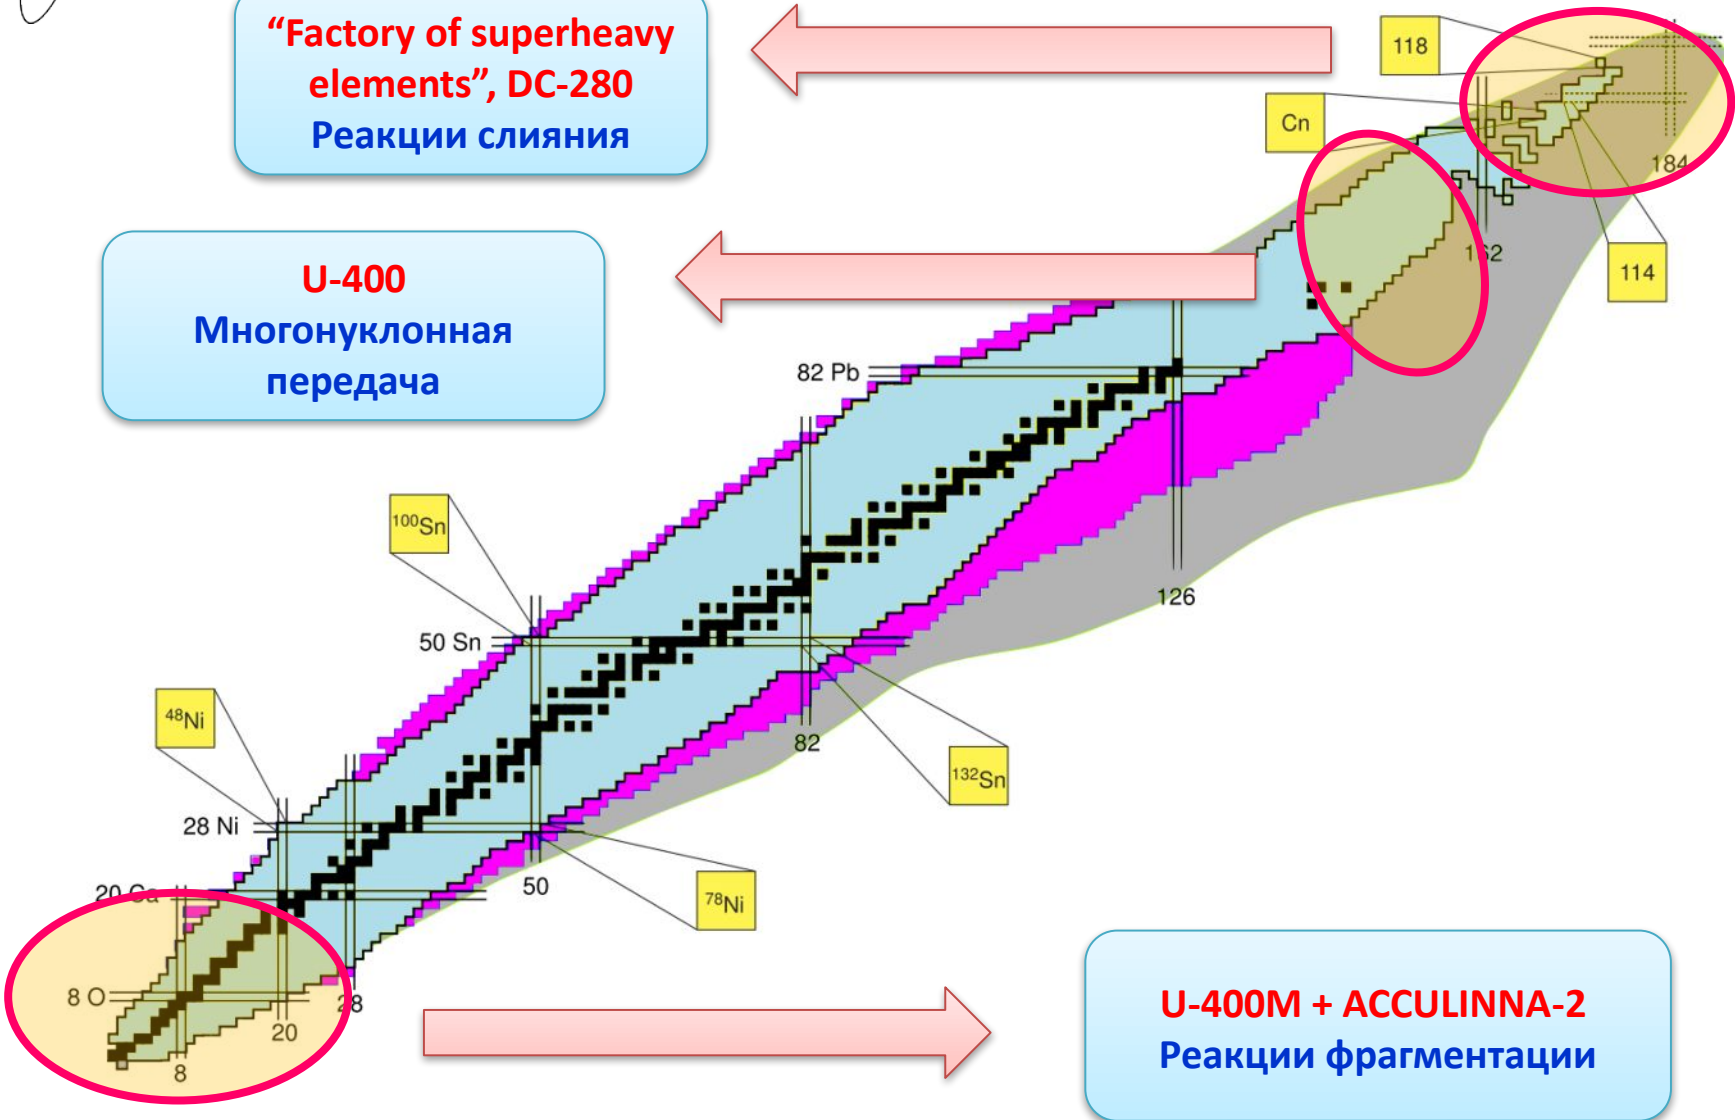 “Factory of superheavy
elements”, DC-280
Реакции слияния
118
Cn
184
162
114
U-400
Многонуклонная
передача
82 Pb
100Sn
126
50 Sn
48Ni
82
132Sn
28 Ni
50
78Ni
20 Ca
8 O
28
20
8
U-400M + ACCULINNA-2
Реакции фрагментации